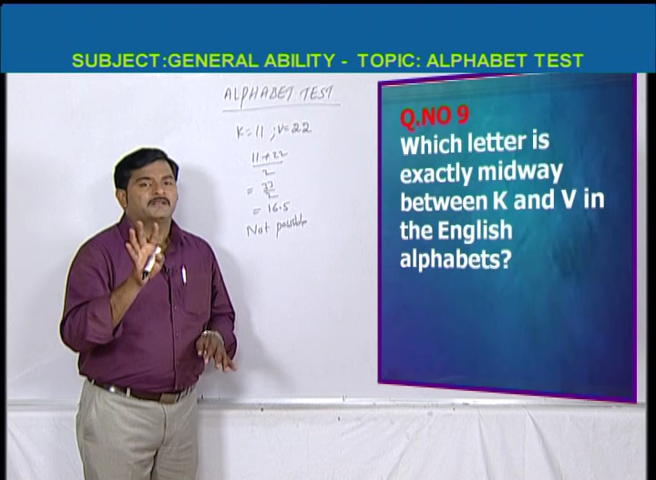 SUBJECT:GENERAL ABILITY - TOPIC: ALPHABET TEST
ALPHABET TEST
K=11 ; V=22
11+22
2
= 33
2
= 16.5
Not possible
Q.NO 9
Which letter is
exactly midway
between K and V in
the English
alphabets?